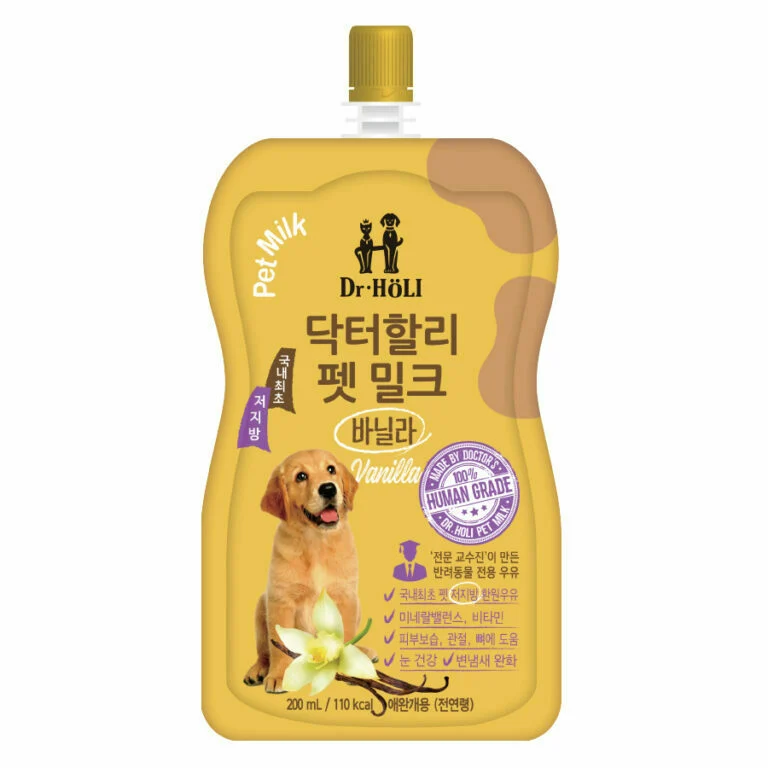 Pet Milk
Dr·HöLI
닥터할리
펫 밀크
국내최초
저지방
바닐라
Vanilla
MADE BY DOCTORS
100%
HUMAN GRADE
DR. HOLI PET MILK
'전문 교수진'이 만든
반려동물 전용 우유
국내최초 펫 저지방 환원우유
미네랄밸런스, 비타민
피부보습, 관절, 뼈에 도움
눈 건강 변냄새 완화
200 mL / 110 kcal 애완개용 (전연령)